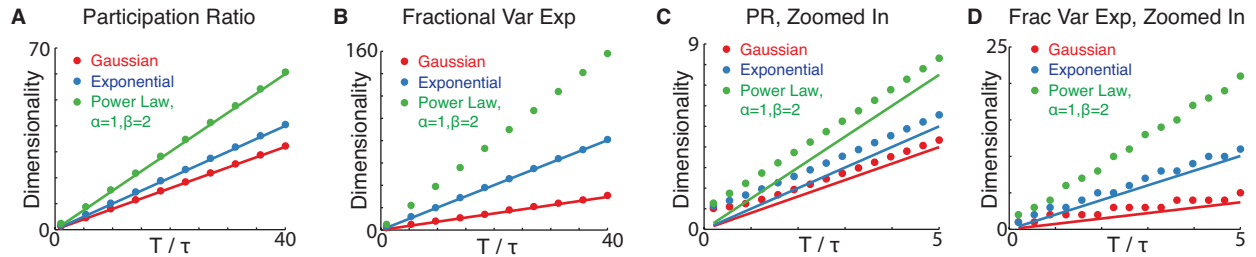 A Participation Ratio
Dimensionality
70
0
0
40
T / τ
Gaussian
Exponential
Power Law,
α=1,β=2
B Fractional Var Exp
Dimensionality
160
0
0
40
T / τ
Gaussian
Exponential
Power Law,
α=1,β=2
C PR, Zoomed In
Dimensionality
9
0
0
5
T / τ
Gaussian
Exponential
Power Law,
α=1,β=2
D Frac Var Exp, Zoomed In
Dimensionality
25
0
0
5
T / τ
Gaussian
Exponential
Power Law,
α=1,β=2